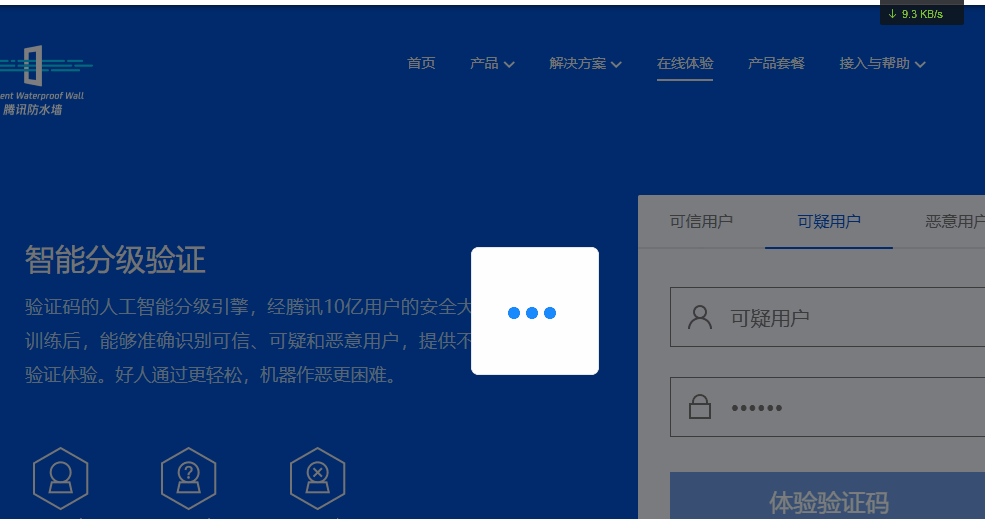 ↓ 9.3 KB/s
首页 产品 解决方案 在线体验 产品套餐 接入与帮助
ent Waterproof Wall
腾讯防水墙
可信用户 可疑用户 恶意用户
智能分级验证
验证码的人工智能分级引擎，经腾讯10亿用户的安全大
训练后，能够准确识别可信、可疑和恶意用户，提供不
验证体验。好人通过更轻松，机器作恶更困难。
可疑用户
••••••
体验验证码